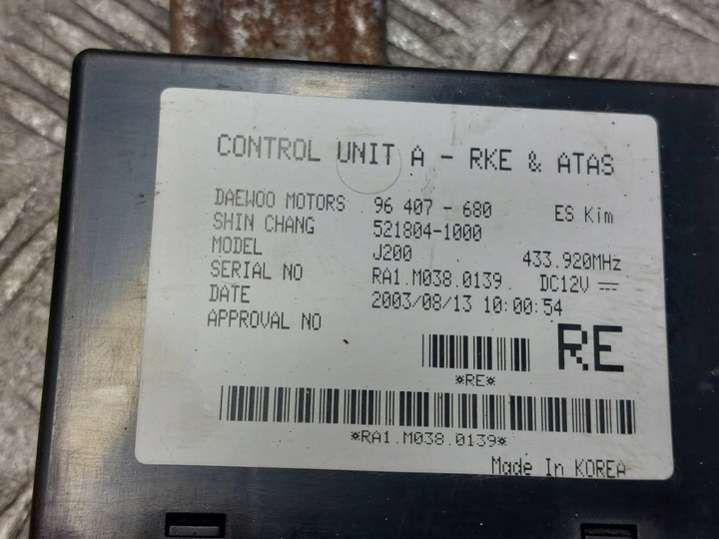 CONTROL UNIT A - RKE & ATAS
DAEWOO MOTORS 96 407 - 680 ES Kim
SHIN CHANG 521804-1000
MODEL J200 433.920MHz
SERIAL NO RA1.M038.0139 DC12V
DATE 2003/08/13 10:00:54
APPROVAL NO
RE
*RE*
*RA1.M038.0139*
Made In KOREA